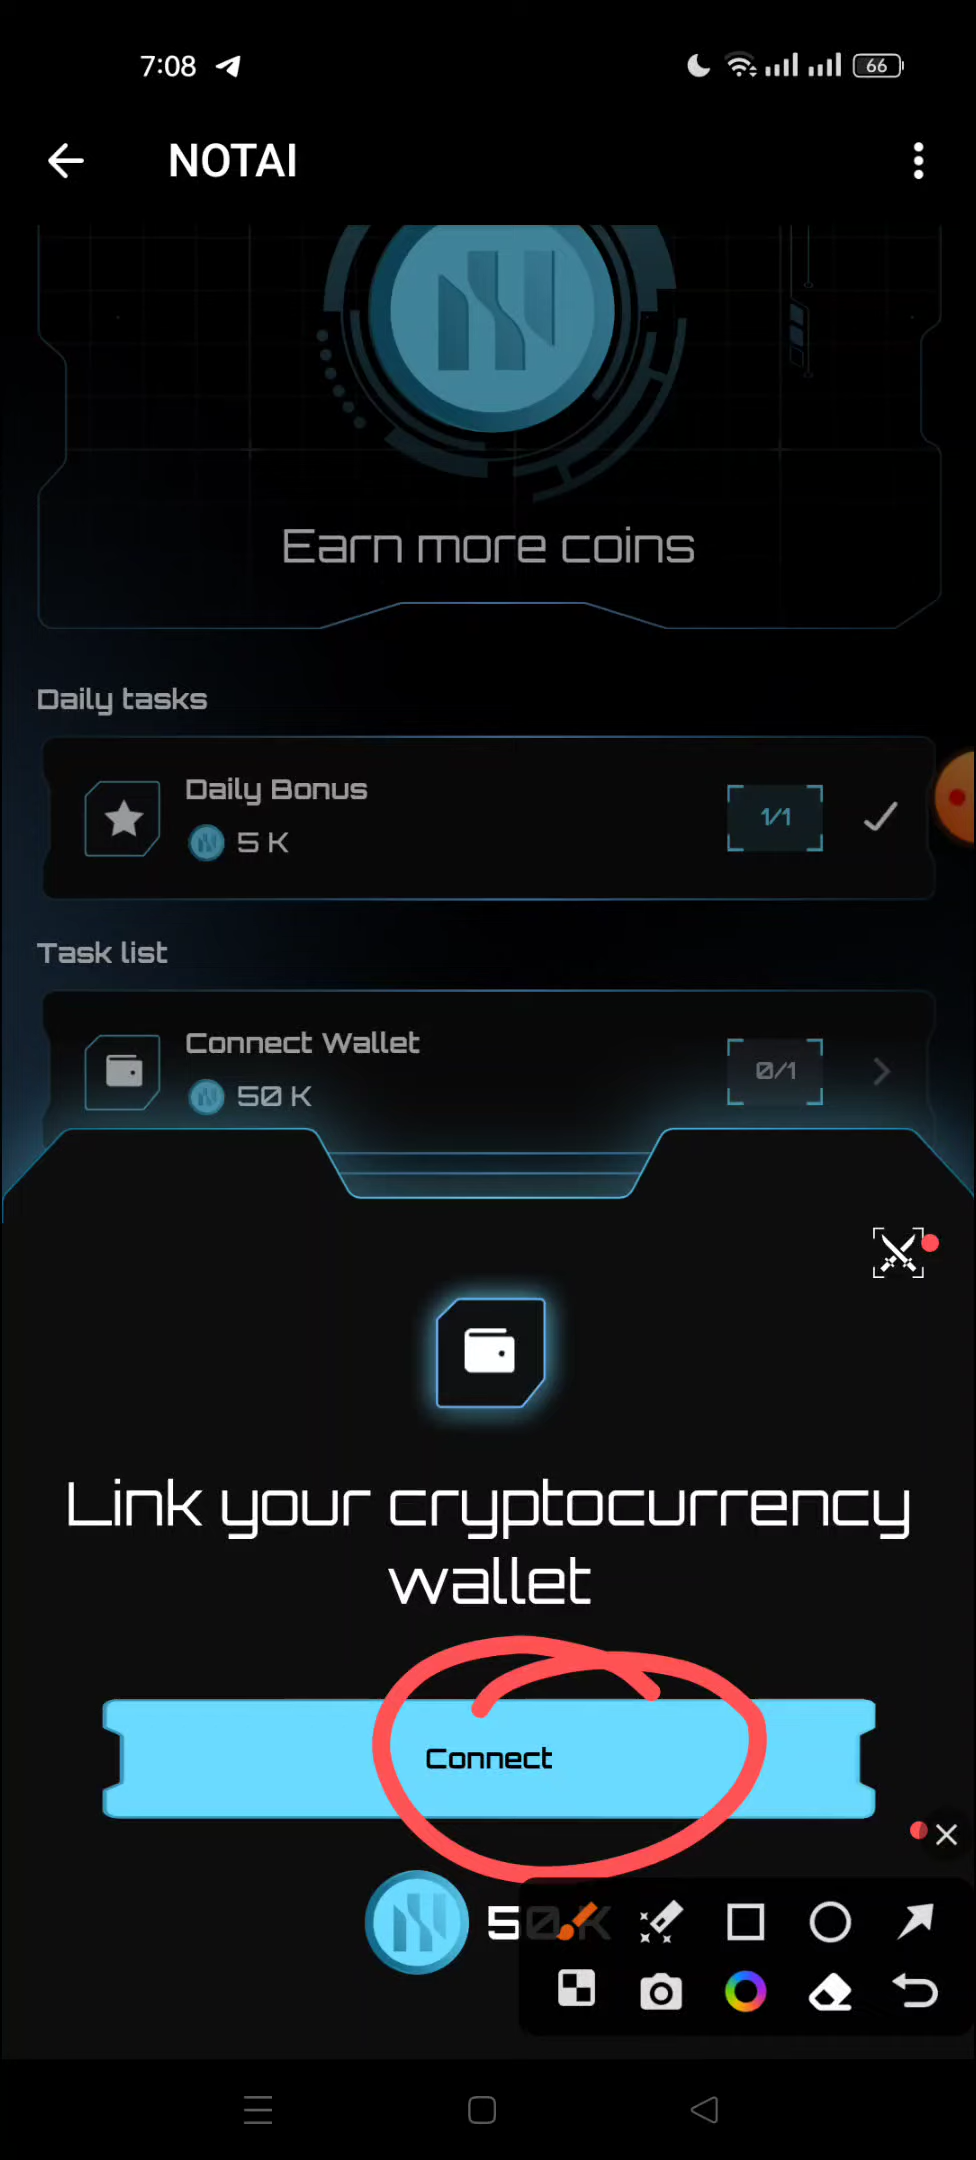 7:08
66
NOTAI
Earn more coins
Daily tasks
Daily Bonus
1/1
5 K
Task list
Connect Wallet
0/1
50 K
Link your cryptocurrency
wallet
Connect
50 K